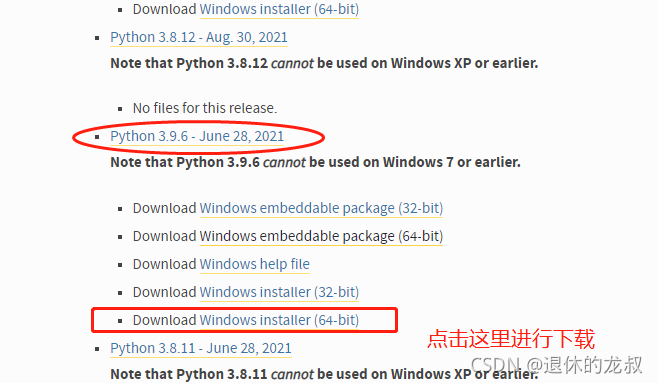 Download Windows installer (64-bit)
Python 3.8.12 - Aug. 30, 2021
Note that Python 3.8.12 cannot be used on Windows XP or earlier.
No files for this release.
Python 3.9.6 - June 28, 2021
Note that Python 3.9.6 cannot be used on Windows 7 or earlier.
Download Windows embeddable package (32-bit)
Download Windows embeddable package (64-bit)
Download Windows help file
Download Windows installer (32-bit)
Download Windows installer (64-bit)
点击这里进行下载
Python 3.8.11 - June 28, 2021
Note that Python 3.8.11 cannot be used on Windows XP or earlier.
CSDN @退休的龙叔